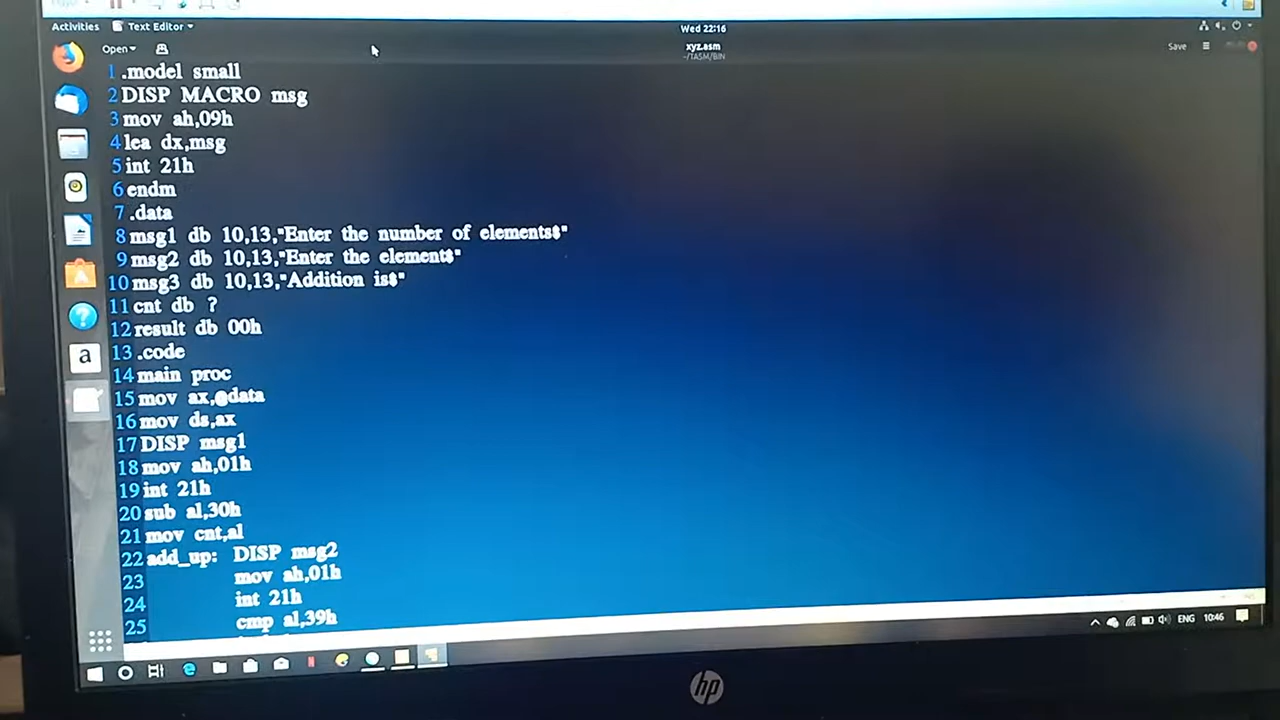 Activities Text Editor Wed 22:16
Open xyz.asm Save
~/TASM/BIN
1 .model small
2 DISP MACRO msg
3 mov ah,09h
4 lea dx,msg
5 int 21h
6 endm
7 .data
8 msg1 db 10,13,"Enter the number of elements$"
9 msg2 db 10,13,"Enter the element$"
10 msg3 db 10,13,"Addition is$"
11 cnt db ?
12 result db 00h
13 .code
14 main proc
15 mov ax,@data
16 mov ds,ax
17 DISP msg1
18 mov ah,01h
19 int 21h
20 sub al,30h
21 mov cnt,al
22 add_up: DISP msg2
23 mov ah,01h
24 int 21h
25 cmp al,39h
ENG 10:46
hp